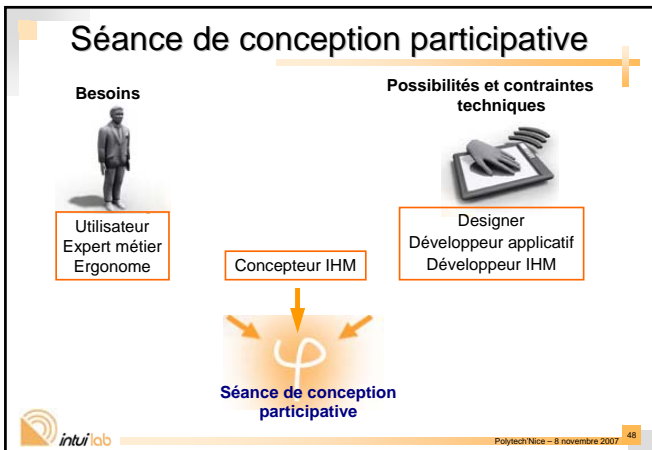 Séance de conception participative
Besoins
Possibilités et contraintes
techniques
Utilisateur
Expert métier
Ergonome
Designer
Développeur applicatif
Développeur IHM
Concepteur IHM
φ
Séance de conception
participative
intuilab
Polytech'Nice – 8 novembre 2007
48